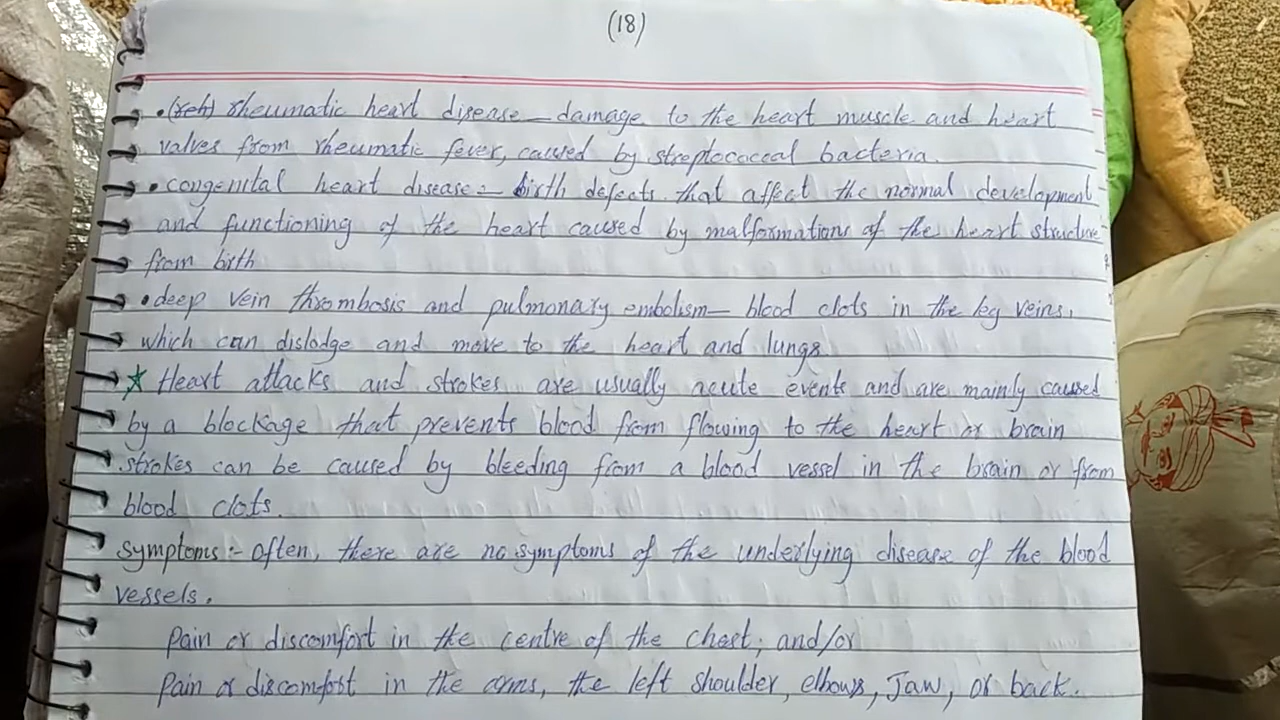 (18)
• (reh) rheumatic heart disease – damage to the heart muscle and heart
valves from rheumatic fever, caused by streptococcal bacteria.
• congenital heart disease – birth defects that affect the normal development
and functioning of the heart caused by malformations of the heart structure
from birth
• deep vein thrombosis and pulmonary embolism – blood clots in the leg veins,
which can dislodge and move to the heart and lungs
☆ Heart attacks and strokes are usually acute events and are mainly caused
by a blockage that prevents blood from flowing to the heart or brain
strokes can be caused by bleeding from a blood vessel in the brain or from
blood clots.
Symptoms :- often, there are no symptoms of the underlying disease of the blood
vessels.
Pain or discomfort in the centre of the chest; and/or
Pain or discomfort in the arms, the left shoulder, elbows, Jaw, or back.